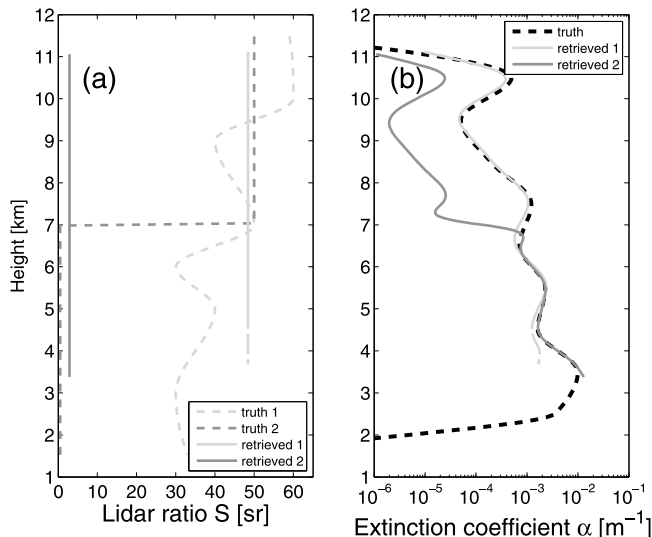 12
11
10
9
8
7
6
5
4
3
2
1
Height [km]
(a)
truth 1
truth 2
retrieved 1
retrieved 2
0 10 20 30 40 50 60
Lidar ratio S [sr]
12
11
10
9
8
7
6
5
4
3
2
1
(b)
truth
retrieved 1
retrieved 2
10⁻⁶ 10⁻⁵ 10⁻⁴ 10⁻³ 10⁻² 10⁻¹
Extinction coefficient α [m⁻¹]